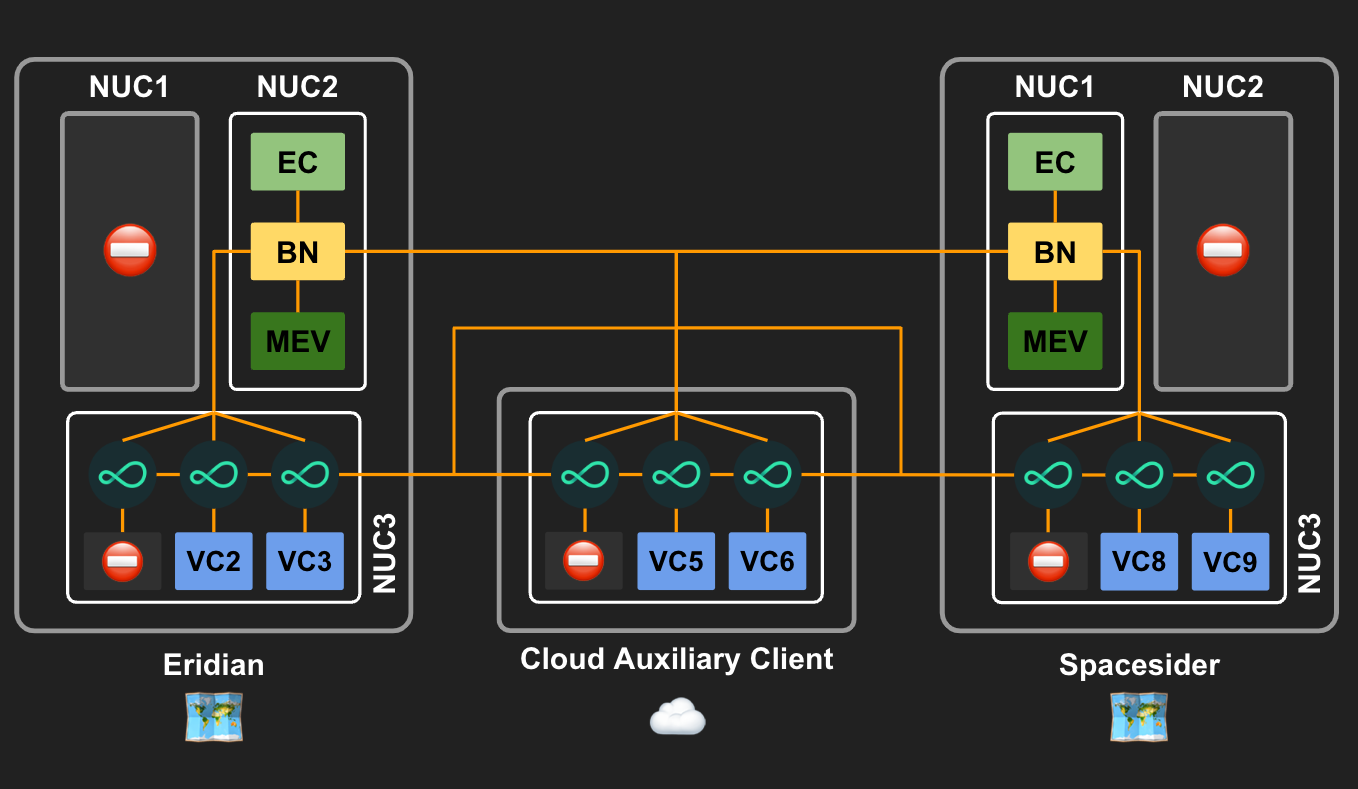 NUC1
NUC2
EC
BN
MEV
VC2
VC3
NUC3
Eridian
VC5
VC6
Cloud Auxiliary Client
NUC1
NUC2
EC
BN
MEV
VC8
VC9
NUC3
Spacesider